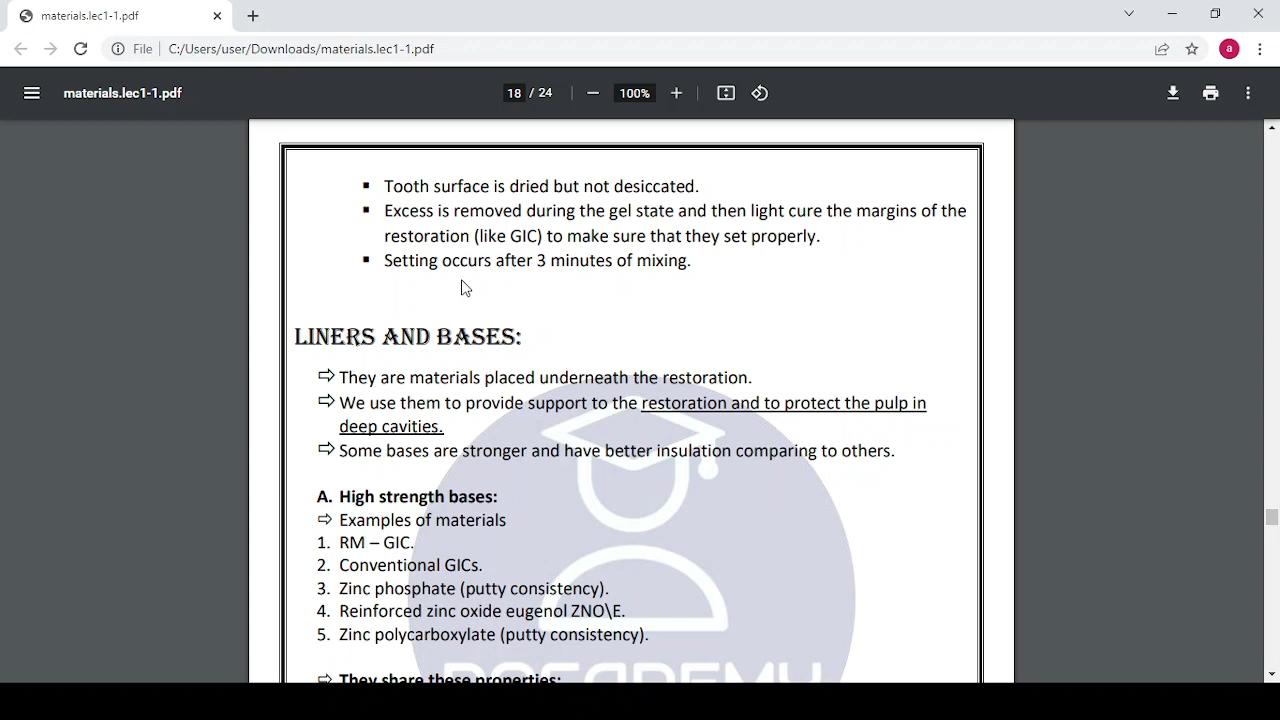 materials.lec1-1.pdf
File C:/Users/user/Downloads/materials.lec1-1.pdf
a
materials.lec1-1.pdf
18 / 24
100%
▪ Tooth surface is dried but not desiccated.
▪ Excess is removed during the gel state and then light cure the margins of the
restoration (like GIC) to make sure that they set properly.
▪ Setting occurs after 3 minutes of mixing.
LINERS AND BASES:
⇨ They are materials placed underneath the restoration.
⇨ We use them to provide support to the restoration and to protect the pulp in
deep cavities.
⇨ Some bases are stronger and have better insulation comparing to others.
A. High strength bases:
⇨ Examples of materials
1. RM – GIC.
2. Conventional GICs.
3. Zinc phosphate (putty consistency).
4. Reinforced zinc oxide eugenol ZNO\E.
5. Zinc polycarboxylate (putty consistency).
⇨ They share these properties: